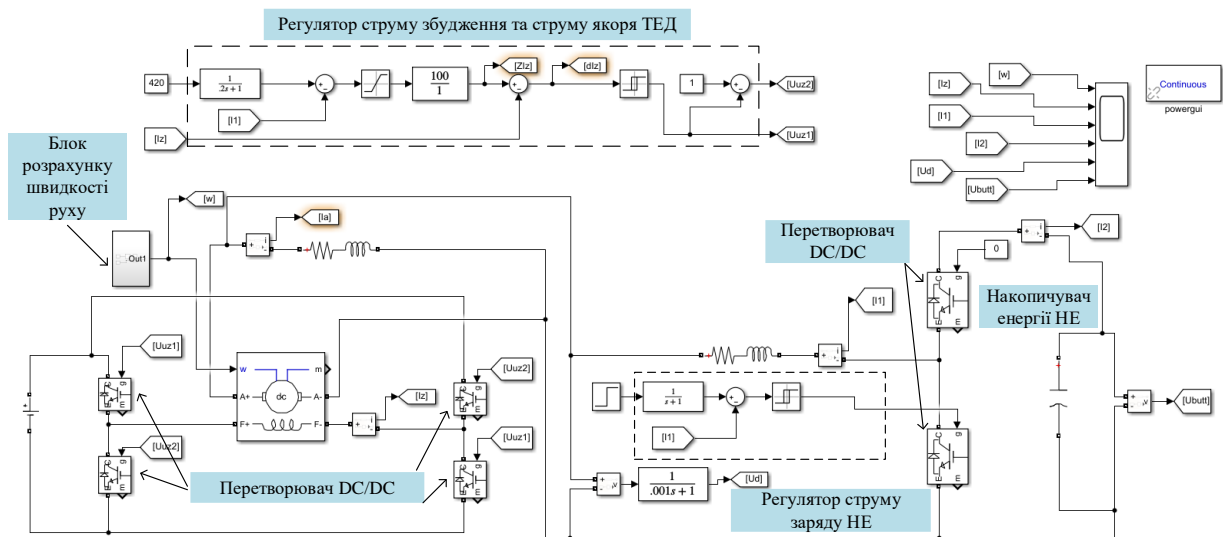 Регулятор струму збудження та струму якоря ТЕД
420
1
2s+1
+
−
100
1
[ZIz]
+
−
[dIz]
1
+
−
[Uuz2]
[I1]
[Iz]
[Uuz1]
[w]
[Iz]
[I1]
[I2]
[Ud]
[Ubutt]
Continuous
powergui
Блок
розрахунку
швидкості
руху
[w]
Out1
[Ia]
+
i
−
Перетворювач
DC/DC
+
i
−
[I2]
0
g
C
E
m
Накопичувач
енергії НЕ
[I1]
+
i
−
[Uuz1]
g
C
E
m
w
m
A+
dc
A-
F+
F-
[Iz]
+
i
−
[Uuz2]
g
C
E
m
[Uuz2]
g
C
E
m
[Uuz1]
g
C
E
m
+
1
s+1
+
−
[I1]
g
C
E
m
+
+
-
v
[Ubutt]
Перетворювач DC/DC
+
-
v
1
.001s+1
[Ud]
Регулятор струму
заряду НЕ